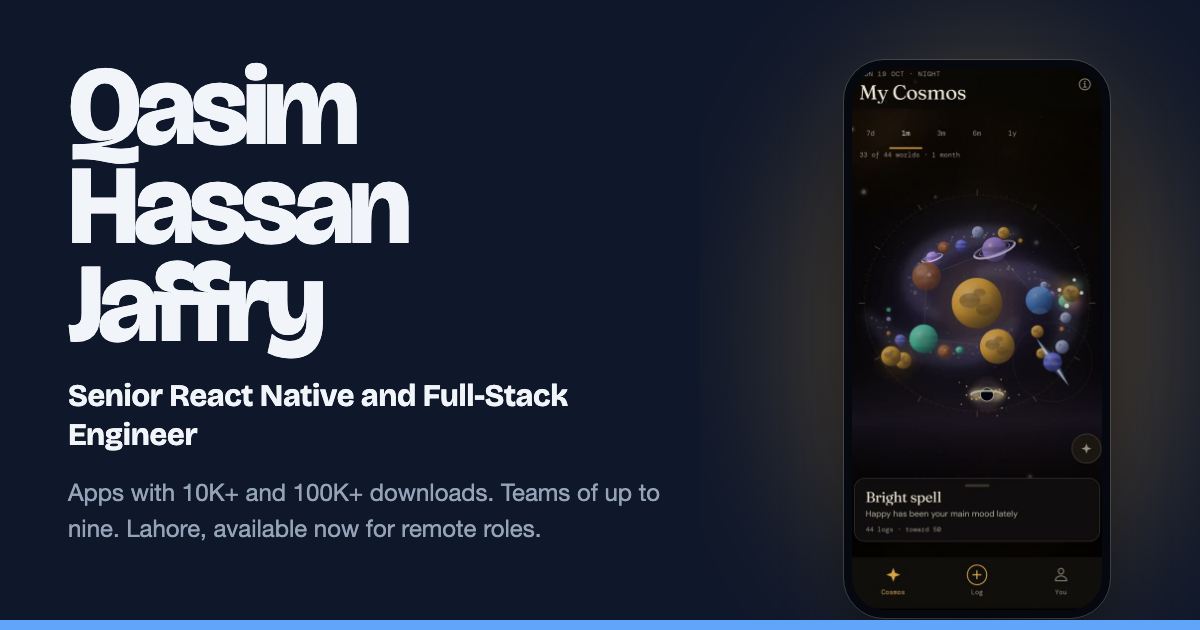 Qasim
Hassan
Jaffry
Senior React Native and Full-Stack
Engineer
Apps with 10K+ and 100K+ downloads. Teams of up to
nine. Lahore, available now for remote roles.
19 OCT · NIGHT
My Cosmos
7d 1m 3m 6m 1y
33 of 44 worlds · 1 month
Bright spell
Happy has been your main mood lately
44 logs · toward 50
Cosmos Log You